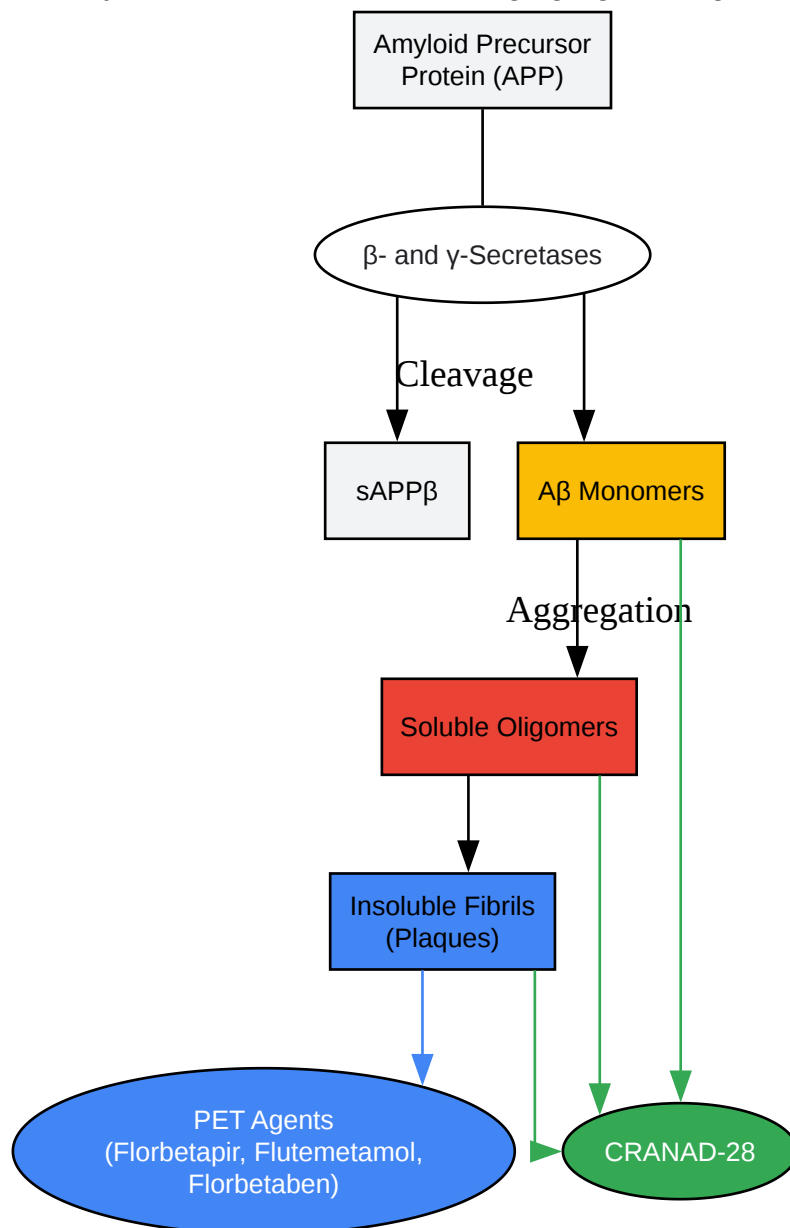 Amyloid Precursor
Protein (APP)
β- and γ-Secretases
Cleavage
sAPPβ
Aβ Monomers
Aggregation
Soluble Oligomers
Insoluble Fibrils
(Plaques)
PET Agents
(Florbetapir, Flutemetamol,
Florbetaben)
CRANAD-28